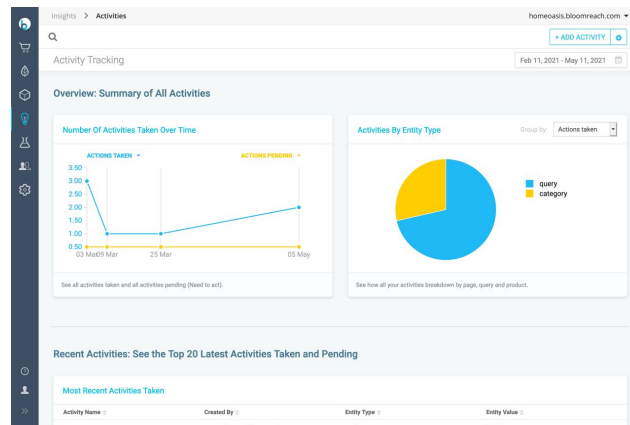 Insights > Activities
homeoasis.bloomreach.com
+ ADD ACTIVITY
Activity Tracking
Feb 11, 2021 - May 11, 2021
Overview: Summary of All Activities
Number Of Activities Taken Over Time
ACTIONS TAKEN
ACTIONS PENDING
3.50
3.00
2.50
2.00
1.50
1.00
0.50
03 Mar
09 Mar
25 Mar
05 May
See all activities taken and all activities pending (Need to act).
Activities By Entity Type
Group by: Actions taken
query
category
See how all your activities breakdown by page, query and product.
Recent Activities: See the Top 20 Latest Activities Taken and Pending
Most Recent Activities Taken
Activity Name
Created By
Entity Type
Entity Value